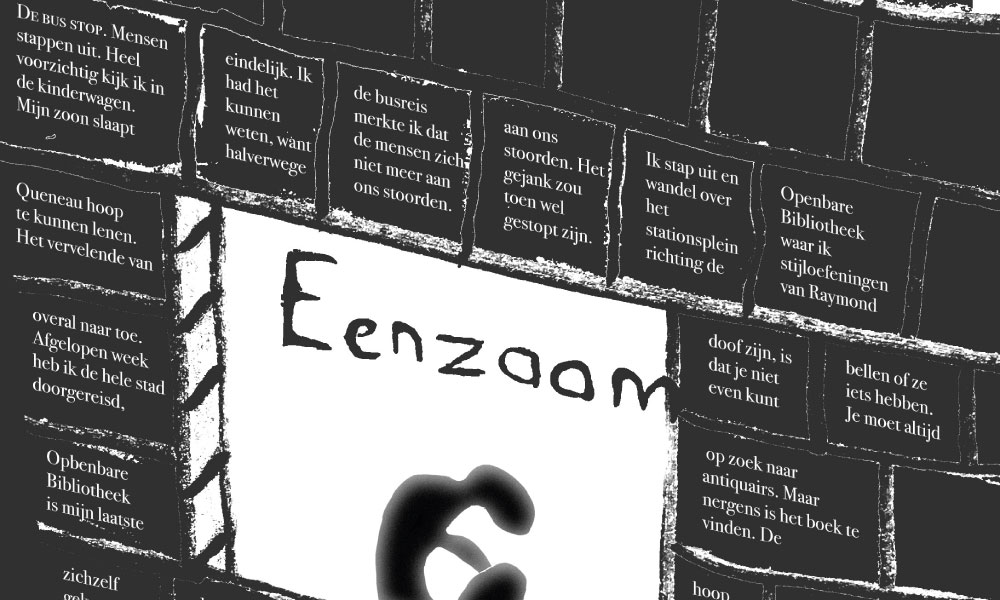 DE BUS STOP. Mensen
stappen uit. Heel
voorzichtig kijk ik in
de kinderwagen.
Mijn zoon slaapt
eindelijk. Ik
had het
kunnen
weten, want
halverwege
de busreis
merkte ik dat
de mensen zich
niet meer aan
ons stoorden.
aan ons
stoorden. Het
gejank zou
toen wel
gestopt zijn.
Ik stap uit en
wandel over
het
stationsplein
richting de
Openbare
Bibliotheek
waar ik
stijloefeningen
van Raymond
Queneau hoop
te kunnen lenen.
Het vervelende van
doof zijn, is
dat je niet
even kunt
bellen of ze
iets hebben.
Je moet altijd
overal naar toe.
Afgelopen week
heb ik de hele stad
doorgereisd,
op zoek naar
antiquairs. Maar
nergens is het boek te
vinden. De
Opbenbare
Bibliotheek
is mijn laatste
hoop
zichzelf
Eenzaam